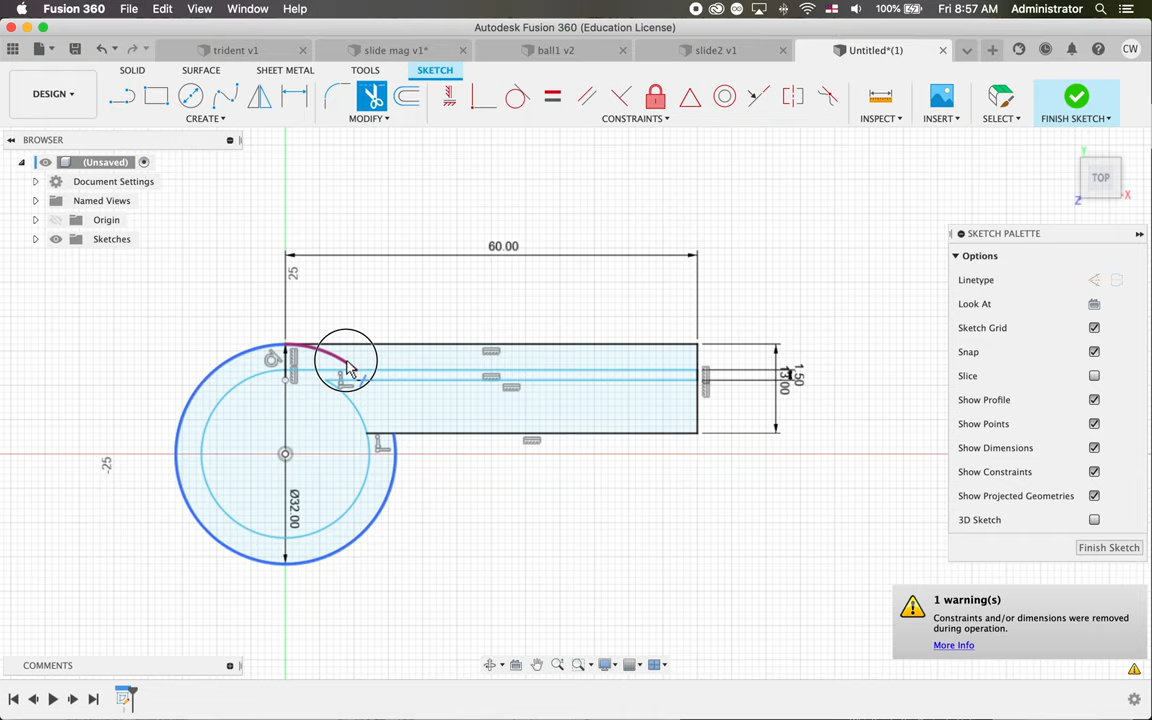 Fusion 360 File Edit View Window Help 100% Fri 8:57 AM Administrator
Autodesk Fusion 360 (Education License)
trident v1 slide mag v1* ball1 v2 slide2 v1 Untitled*(1) CW
SOLID SURFACE SHEET METAL TOOLS SKETCH
DESIGN
CREATE MODIFY CONSTRAINTS INSPECT INSERT SELECT FINISH SKETCH
BROWSER
(Unsaved)
Document Settings
Named Views
Origin
Sketches
Y
TOP
X
Z
SKETCH PALETTE
Options
Linetype
Look At
Sketch Grid
Snap
Slice
Show Profile
Show Points
Show Dimensions
Show Constraints
Show Projected Geometries
3D Sketch
Finish Sketch
60.00
25
1.50
13.00
-25
Ø32.00
1 warning(s)
Constraints and/or dimensions were removed
during operation.
More Info
COMMENTS